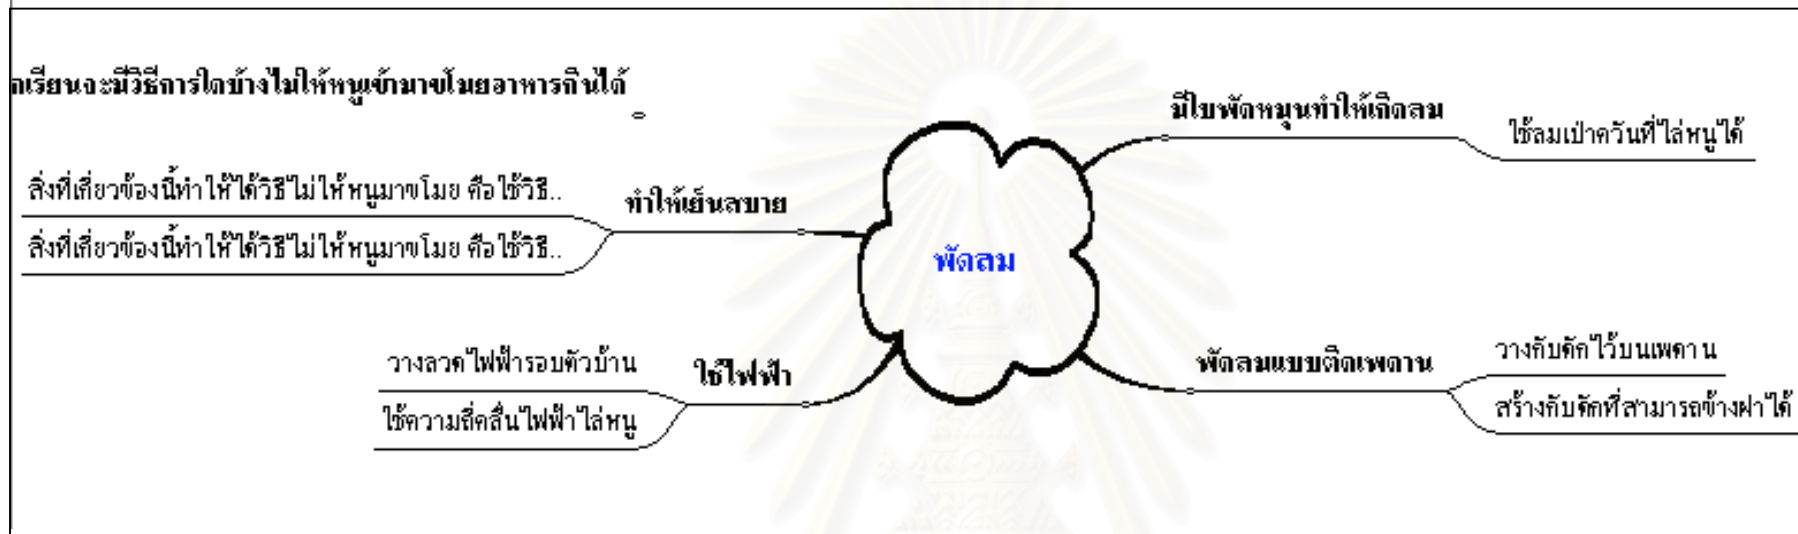 กเรียนจะมีวิธีการใดบ้างไม่ให้หนูเข้ามาขโมยอาหารกินได้
มีใบพัดหมุนทำให้เกิดลม
ใช้ลมเป่าควันที่ไล่หนูได้
สิ่งที่เกี่ยวข้องนี้ทำให้ได้วิธีไม่ให้หนูมาขโมย คือใช้วิธี..
ทำให้เย็นสบาย
สิ่งที่เกี่ยวข้องนี้ทำให้ได้วิธีไม่ให้หนูมาขโมย คือใช้วิธี..
พัดลม
วางลวดไฟฟ้ารอบตัวบ้าน
ใช้ไฟฟ้า
ใช้ความถี่คลื่นไฟฟ้าไล่หนู
พัดลมแบบติดเพดาน
วางกับดักไว้บนเพดาน
สร้างกับดักที่สามารถข้างฝาได้